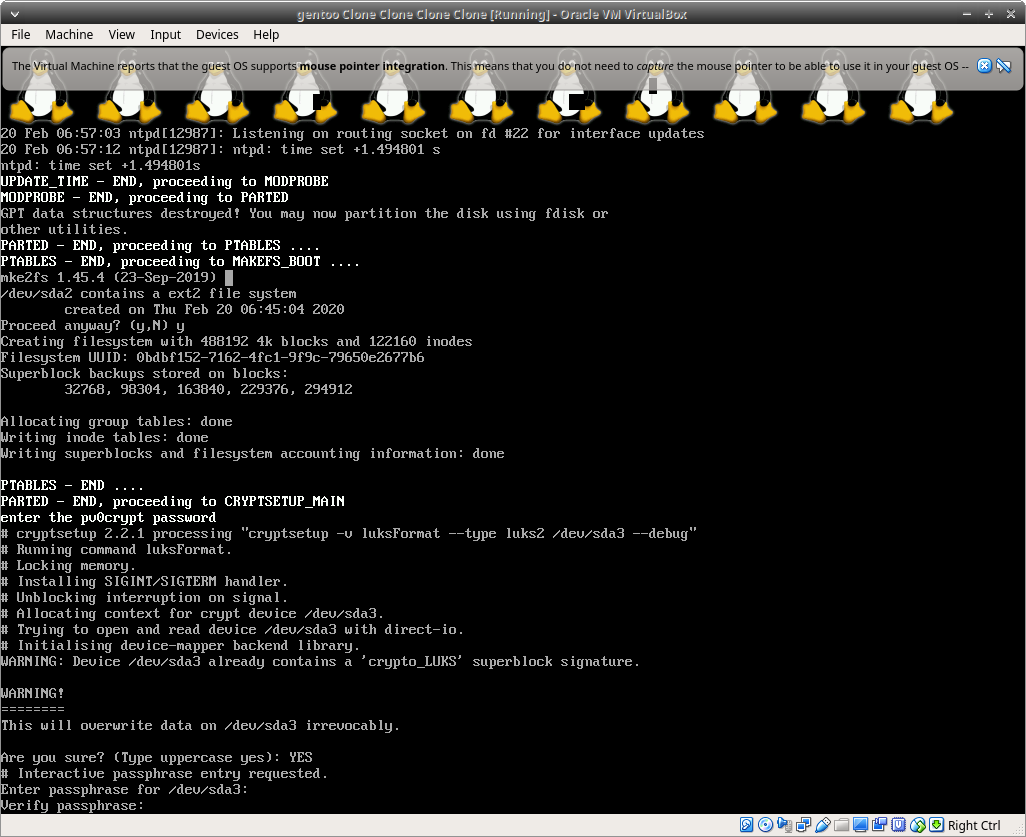 gentoo Clone Clone Clone Clone [Running] - Oracle VM VirtualBox
File Machine View Input Devices Help
The Virtual Machine reports that the guest OS supports mouse pointer integration. This means that you do not need to capture the mouse pointer to be able to use it in your guest OS --
20 Feb 06:57:03 ntpd[12987]: Listening on routing socket on fd #22 for interface updates
20 Feb 06:57:12 ntpd[12987]: ntpd: time set +1.494801 s
ntpd: time set +1.494801s
UPDATE_TIME - END, proceeding to MODPROBE
MODPROBE - END, proceeding to PARTED
GPT data structures destroyed! You may now partition the disk using fdisk or
other utilities.
PARTED - END, proceeding to PTABLES ....
PTABLES - END, proceeding to MAKEFS_BOOT ....
mke2fs 1.45.4 (23-Sep-2019)
/dev/sda2 contains a ext2 file system
created on Thu Feb 20 06:45:04 2020
Proceed anyway? (y,N) y
Creating filesystem with 488192 4k blocks and 122160 inodes
Filesystem UUID: 0bdbf152-7162-4fc1-9f9c-79650e2677b6
Superblock backups stored on blocks:
32768, 98304, 163840, 229376, 294912
Allocating group tables: done
Writing inode tables: done
Writing superblocks and filesystem accounting information: done
PTABLES - END ....
PARTED - END, proceeding to CRYPTSETUP_MAIN
enter the pv0crypt password
# cryptsetup 2.2.1 processing "cryptsetup -v luksFormat --type luks2 /dev/sda3 --debug"
# Running command luksFormat.
# Locking memory.
# Installing SIGINT/SIGTERM handler.
# Unblocking interruption on signal.
# Allocating context for crypt device /dev/sda3.
# Trying to open and read device /dev/sda3 with direct-io.
# Initialising device-mapper backend library.
WARNING: Device /dev/sda3 already contains a 'crypto_LUKS' superblock signature.
WARNING!
========
This will overwrite data on /dev/sda3 irrevocably.
Are you sure? (Type uppercase yes): YES
# Interactive passphrase entry requested.
Enter passphrase for /dev/sda3:
Verify passphrase:
Right Ctrl